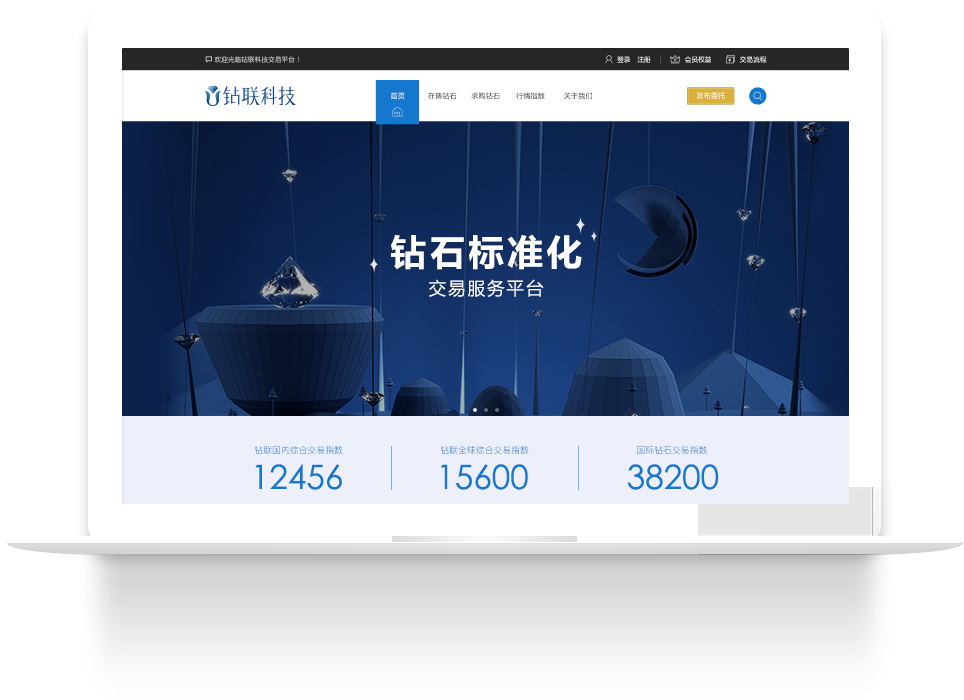 欢迎光临钻联科技交易平台！
登录 注册 会员权益 交易流程
钻联科技
首页 在售钻石 求购钻石 行情指数 关于我们 发布委托
钻石标准化
交易服务平台
钻联国内综合交易指数 钻联全球综合交易指数 国际钻石交易指数
12456 15600 38200